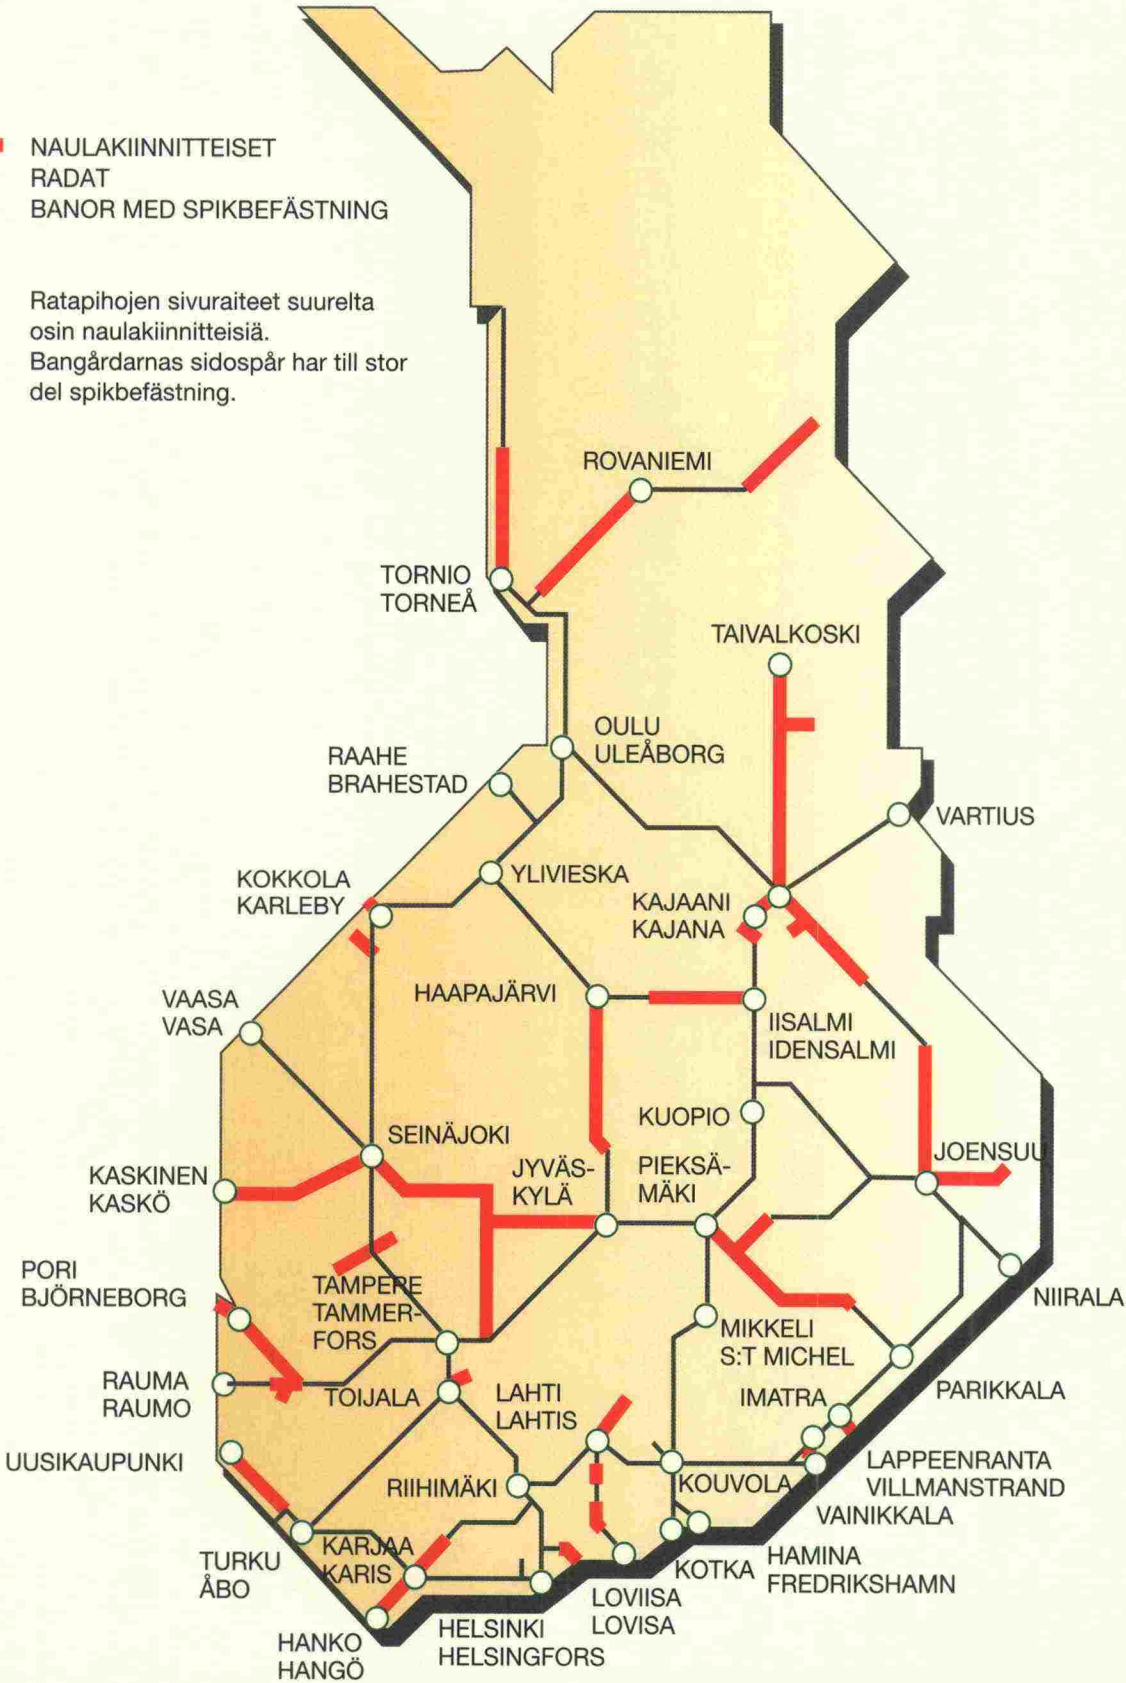 NAULAKIINNITTEISET
RADAT
BANOR MED SPIKBEFÄSTNING
Ratapihojen sivuraiteet suurelta
osin naulakiinnitteisiä.
Bangårdarnas sidospår har till stor
del spikbefästning.
ROVANIEMI
TORNIO
TORNEÅ
TAIVALKOSKI
OULU
ULEÅBORG
RAAHE
BRAHESTAD
VARTIUS
YLIVIESKA
KOKKOLA
KARLEBY
KAJAANI
KAJANA
HAAPAJÄRVI
VAASA
VASA
IISALMI
IDENSALMI
KUOPIO
SEINÄJOKI
JOENSUU
JYVÄS-
KYLÄ
PIEKSÄ-
MÄKI
KASKINEN
KASKÖ
PORI
BJÖRNEBORG
TAMPERE
TAMMER-
FORS
NIIRALA
MIKKELI
S:T MICHEL
RAUMA
RAUMO
TOIJALA
LAHTI
LAHTIS
IMATRA
PARIKKALA
UUSIKAUPUNKI
RIIHIMÄKI
KOUVOLA
LAPPEENRANTA
VILLMANSTRAND
VAINIKKALA
TURKU
ÅBO
KARJAA
KARIS
KOTKA
HAMINA
FREDRIKSHAMN
LOVIISA
LOVISA
HELSINKI
HELSINGFORS
HANKO
HANGÖ